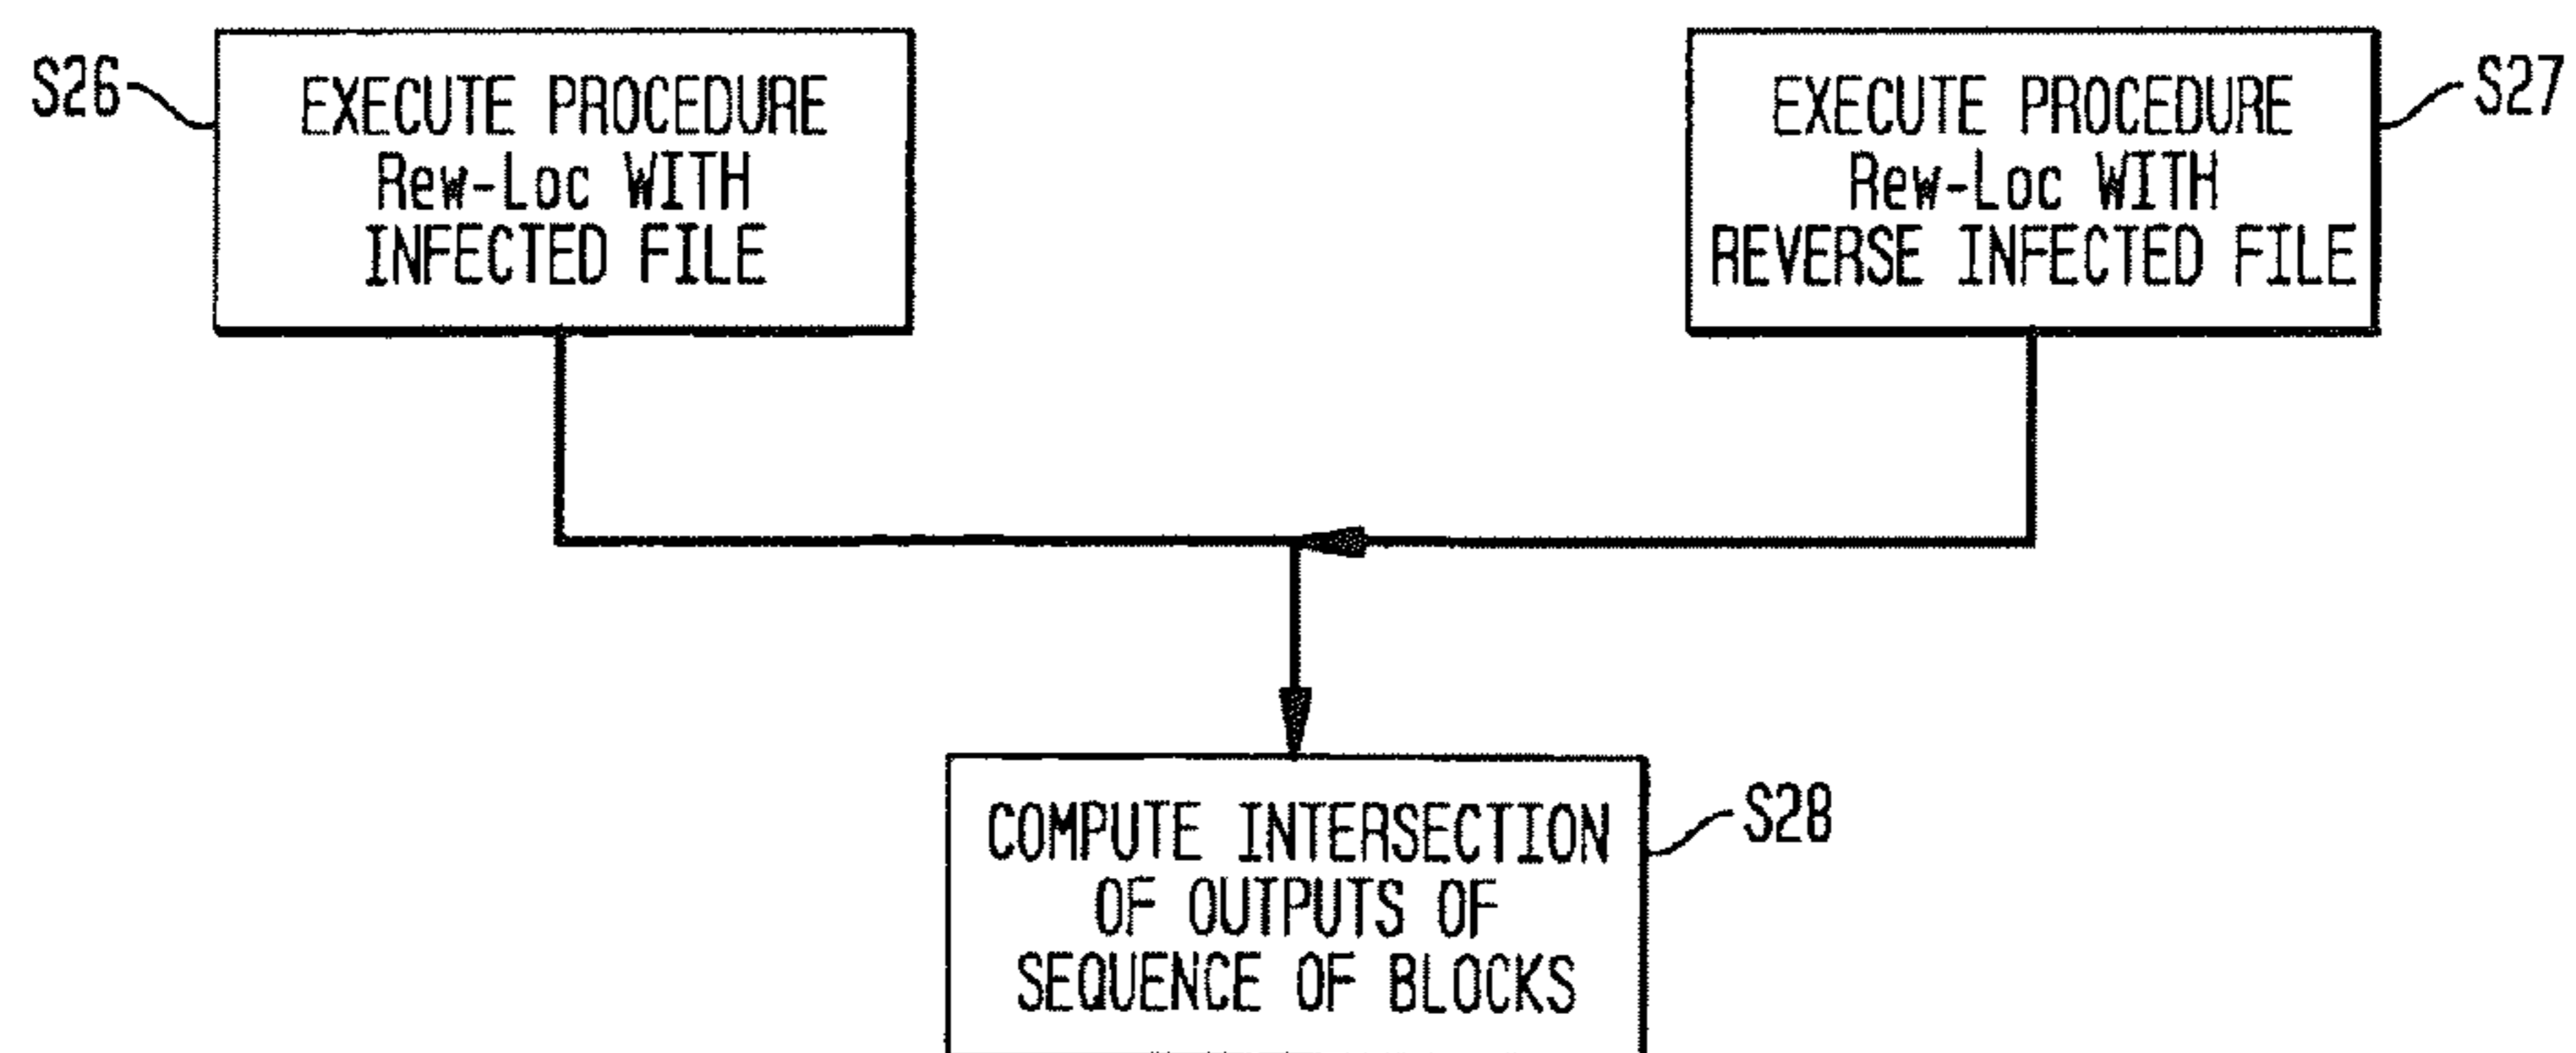 S26
EXECUTE PROCEDURE
Rew-Loc WITH
INFECTED FILE
EXECUTE PROCEDURE
Rew-Loc WITH
REVERSE INFECTED FILE
S27
COMPUTE INTERSECTION
OF OUTPUTS OF
SEQUENCE OF BLOCKS
S28